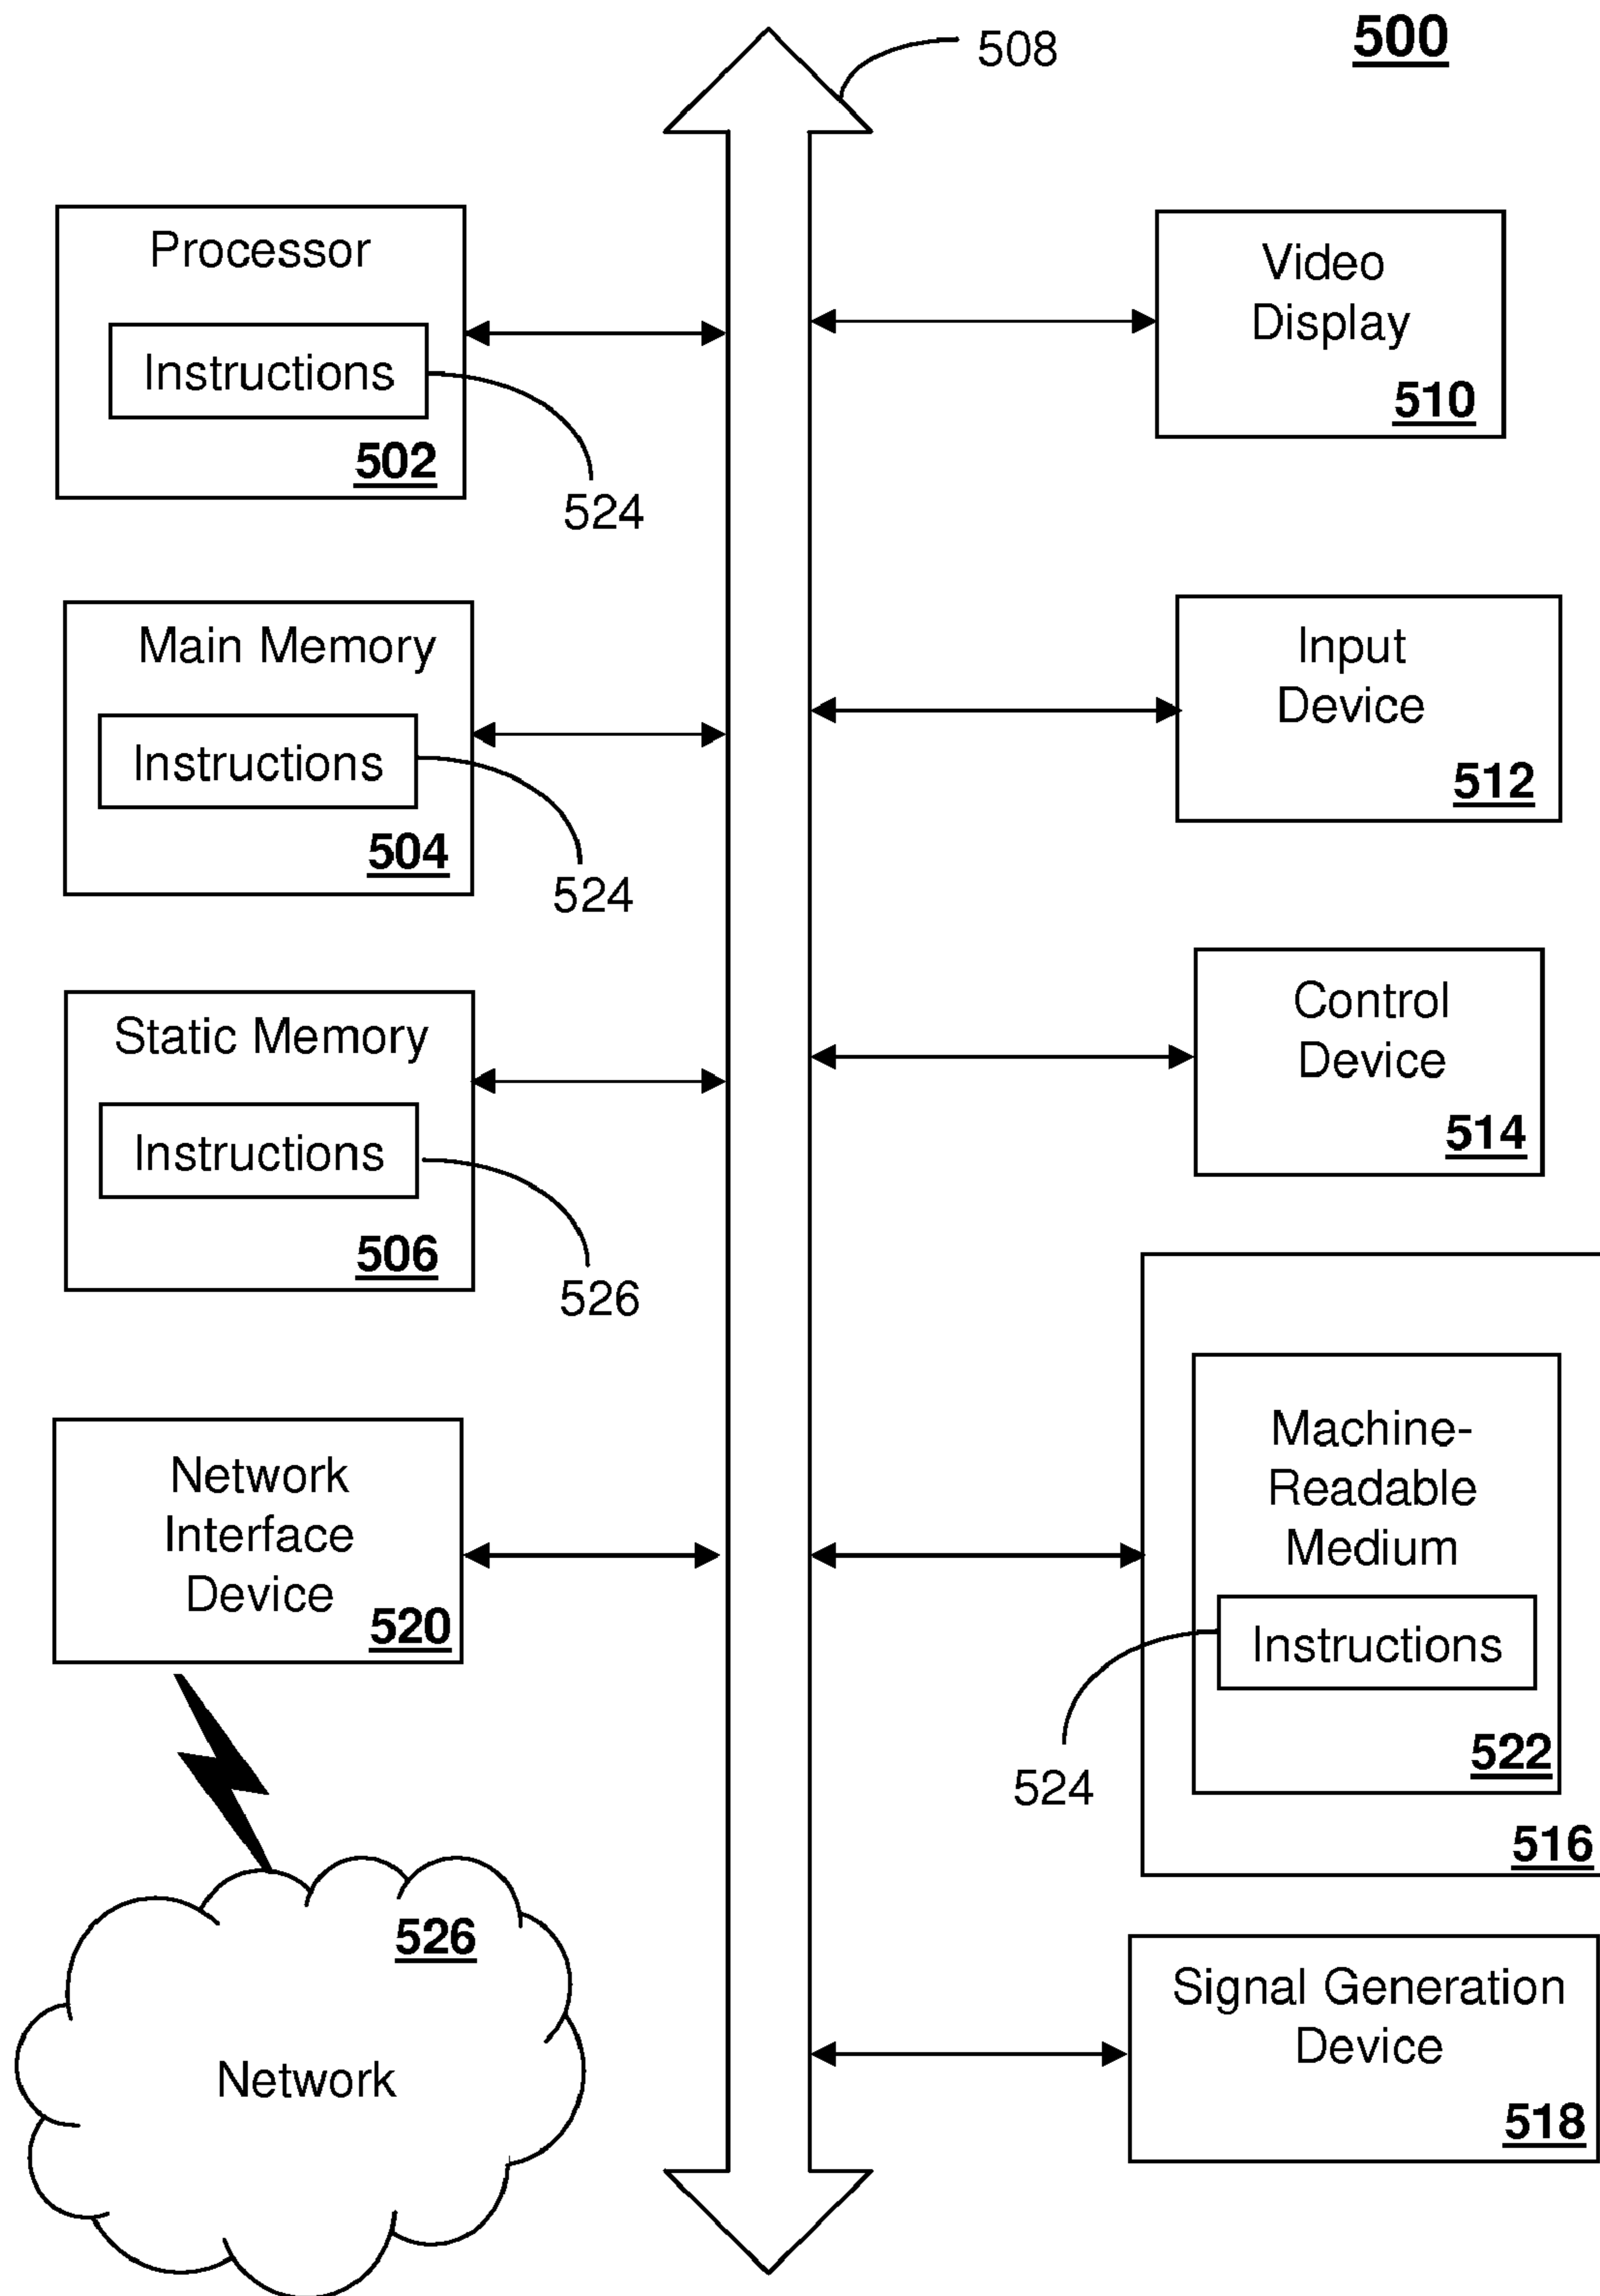 500
508
Processor
Instructions
502
524
Main Memory
Instructions
504
524
Static Memory
Instructions
506
526
Network
Interface
Device
520
526
Network
Video
Display
510
Input
Device
512
Control
Device
514
Machine-
Readable
Medium
Instructions
522
524
516
Signal Generation
Device
518